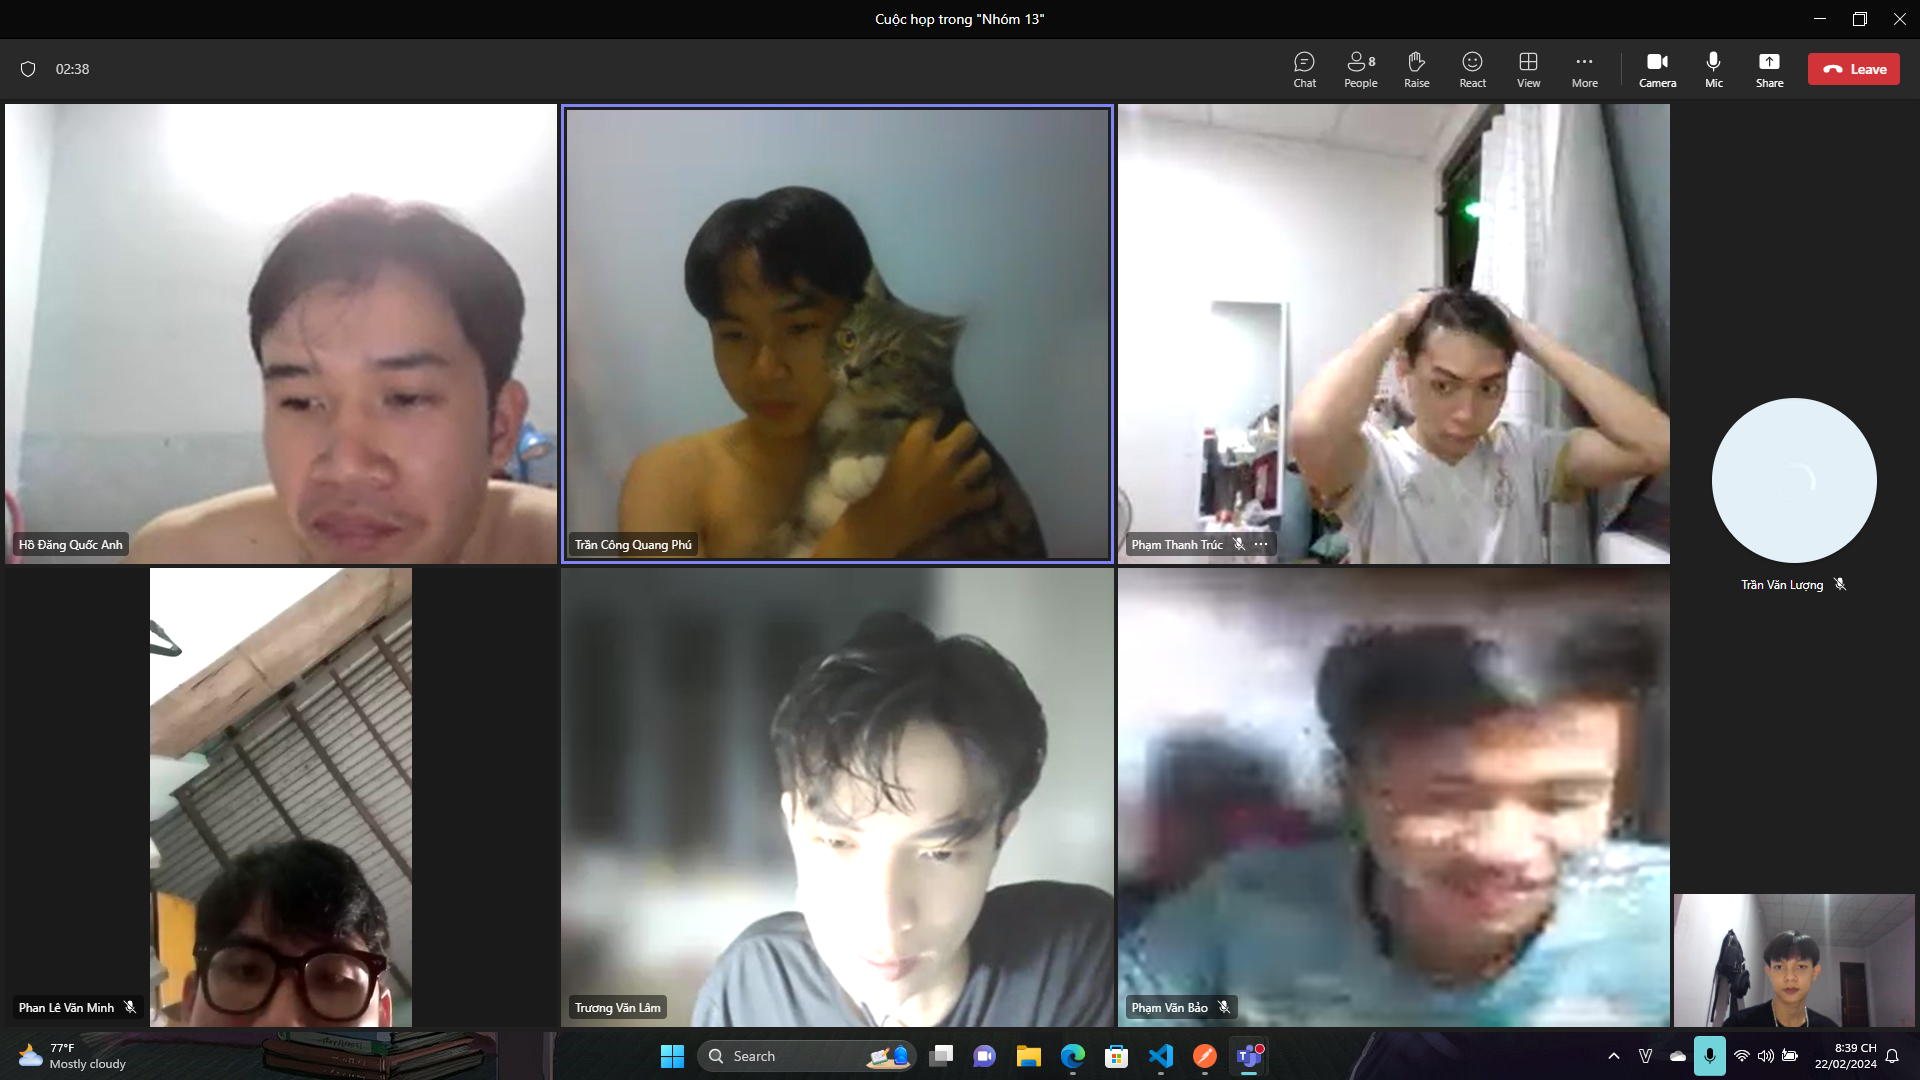 Cuộc họp trong "Nhóm 13"
02:38
Chat
People 8
Raise
React
View
More
Camera
Mic
Share
Leave
Hồ Đăng Quốc Anh
Trần Công Quang Phú
Phạm Thanh Trúc
Trần Văn Lượng
Phan Lê Văn Minh
Trương Văn Lâm
Phạm Văn Bảo
77°F
Mostly cloudy
Search
8:39 CH
22/02/2024